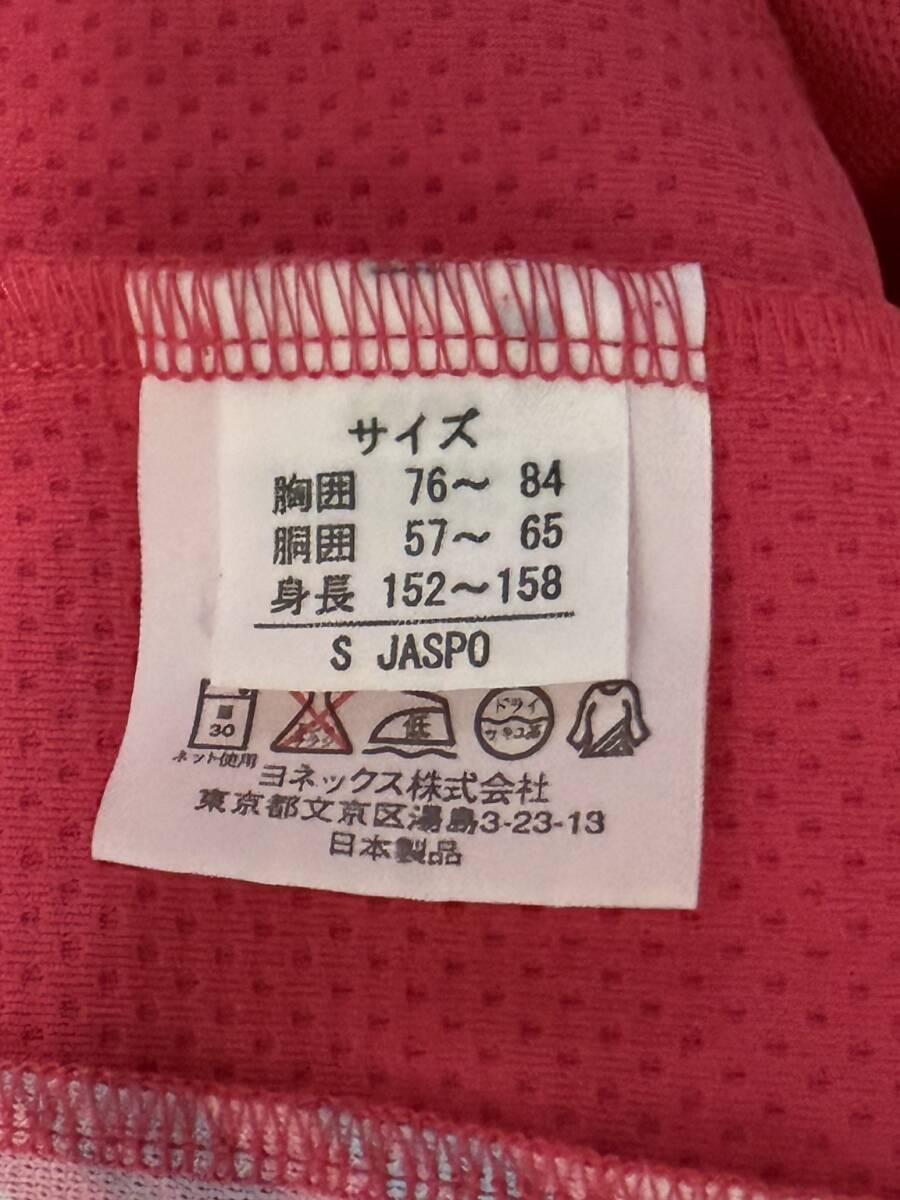 サイズ
胸囲 76～ 84
胴囲 57～ 65
身長 152～158
S JASPO
30
低
ドライ
ネット使用
ヨネックス株式会社
東京都文京区湯島3-23-13
日本製品